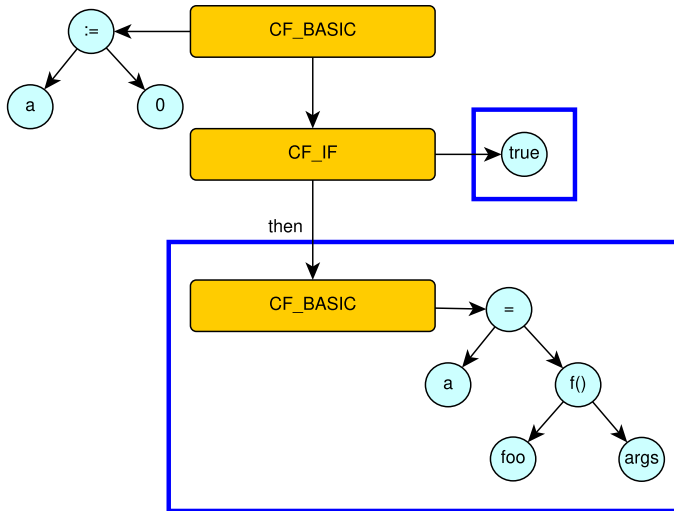 :=
CF_BASIC
a
0
CF_IF
true
then
CF_BASIC
=
a
f()
foo
args